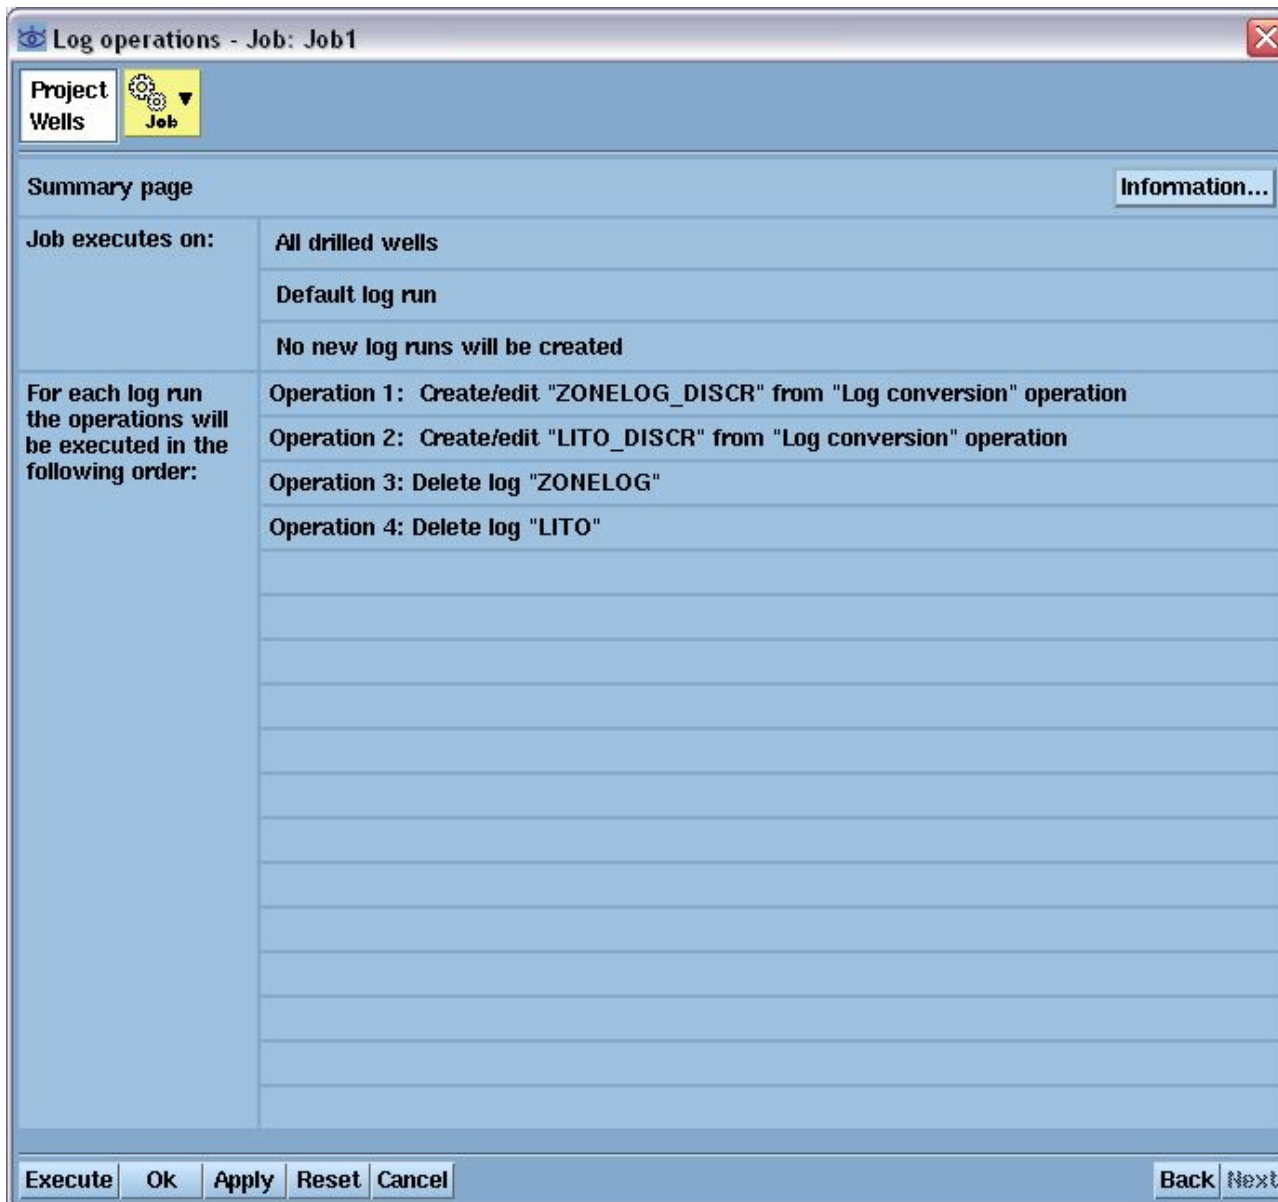 Log operations - Job: Job1
Project
Wells
Job
Summary page
Information...
Job executes on:
All drilled wells
Default log run
No new log runs will be created
For each log run
the operations will
be executed in the
following order:
Operation 1:  Create/edit "ZONELOG_DISCR" from "Log conversion" operation
Operation 2:  Create/edit "LITO_DISCR" from "Log conversion" operation
Operation 3: Delete log "ZONELOG"
Operation 4: Delete log "LITO"
Execute
Ok
Apply
Reset
Cancel
Back
Next